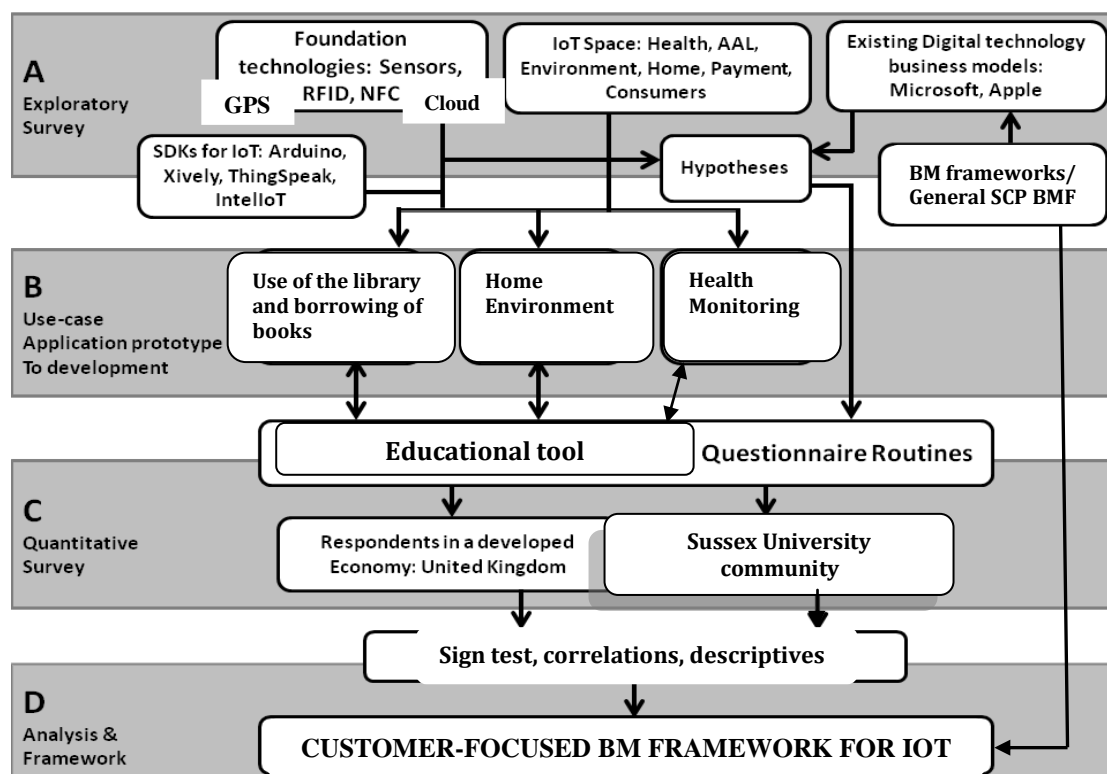 A
Exploratory
Survey
Foundation
technologies: Sensors,
RFID, NFC
GPS
Cloud
IoT Space: Health, AAL,
Environment, Home, Payment,
Consumers
Existing Digital technology
business models:
Microsoft, Apple
SDKs for IoT: Arduino,
Xively, ThingSpeak,
IntelIoT
Hypotheses
BM frameworks/
General SCP BMF
B
Use-case
Application prototype
To development
Use of the library
and borrowing of
books
Home
Environment
Health
Monitoring
Educational tool
Questionnaire Routines
C
Quantitative
Survey
Respondents in a developed
Economy: United Kingdom
Sussex University
community
Sign test, correlations, descriptives
D
Analysis &
Framework
CUSTOMER-FOCUSED BM FRAMEWORK FOR IOT